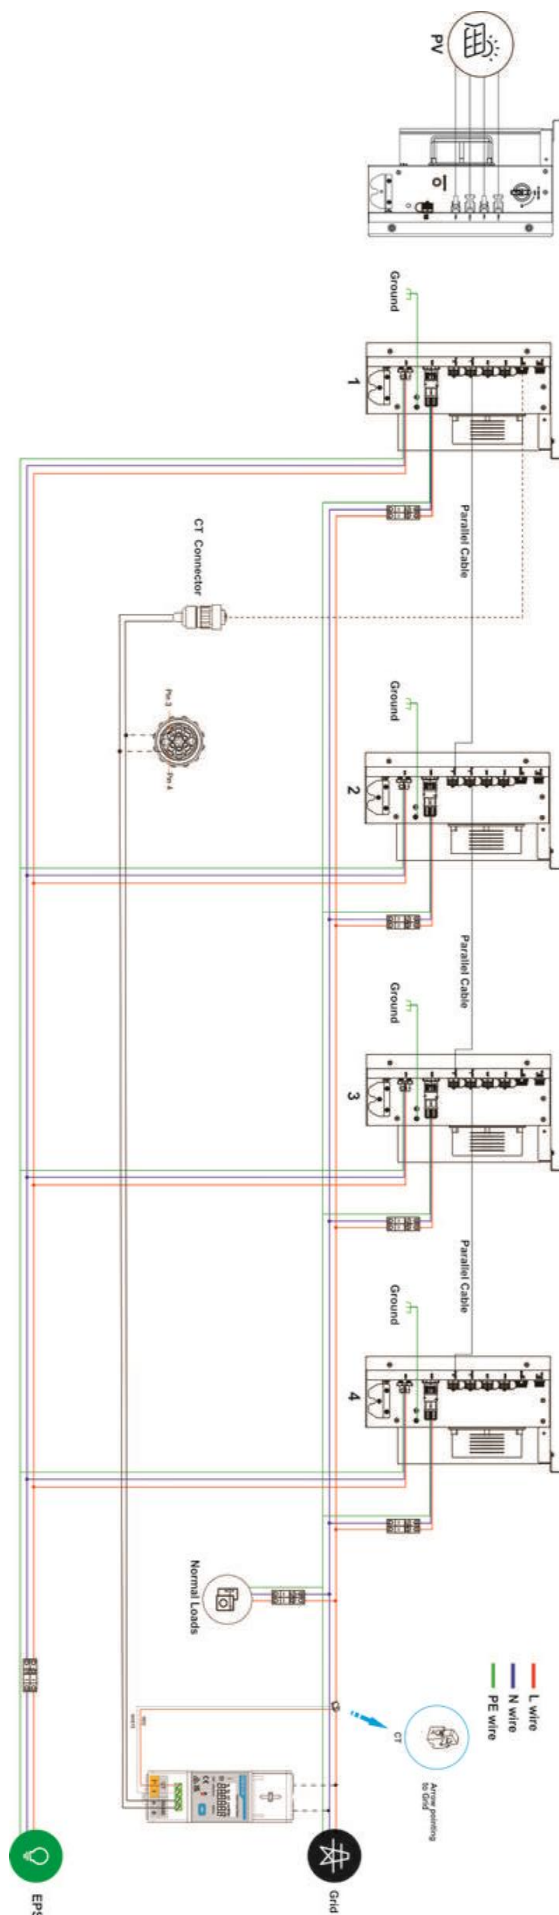 PV
Ground
1
Parallel Cable
CT Connector
Pin 3
Pin 4
Ground
2
Parallel Cable
Ground
3
Parallel Cable
Ground
4
Normal Loads
L wire
N wire
PE wire
CT
Arrow pointing
to Grid
Grid
EPS